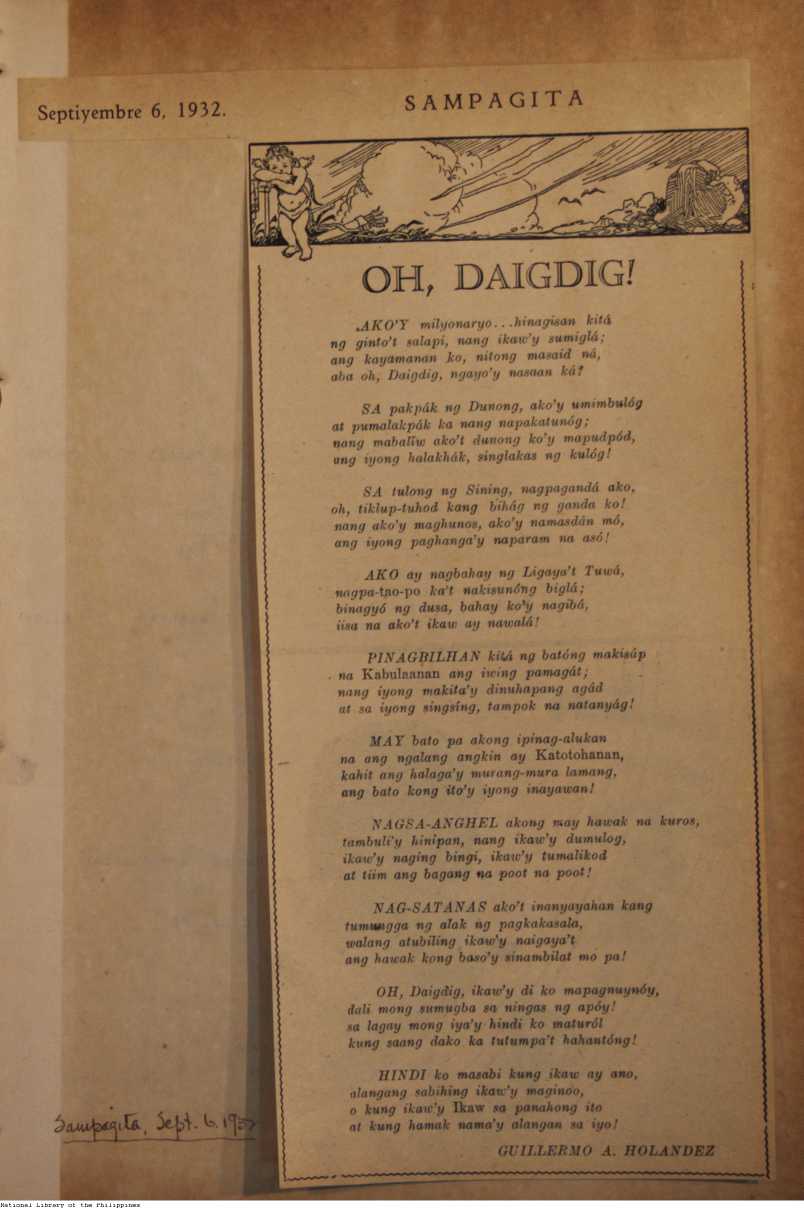 Septiyembre 6, 1932.
SAMPAGITA
OH, DAIGDIG!
AKO'Y milyonaryo...hinagisan kitá
ng ginto't salapi, nang ikaw'y sumiglá;
ang kayamanan ko, nitong masaid ná,
aba oh, Daigdig, ngayo'y nasaan ká?
SA pakpák ng Dunong, ako'y umimbulóg
at pumalakpák ka nang napakatunóg;
nang mabaliw ako't dunong ko'y mapudpód,
ang iyong halakhák, singlakas ng kulóg!
SA tulong ng Sining, nagpagandá ako,
oh, tiklup-tuhod kang bihág ng ganda ko!
nang ako'y maghunos, ako'y namasdán mó,
ang iyong paghanga'y naparam na asó!
AKO ay nagbahay ng Ligaya't Tuwá,
nagpa-tao-po ka't nakisunóng biglá;
binagyó ng dusa, bahay ko'y nagibá,
iisa na ako't ikaw ay nawalá!
PINAGBILHAN kitá ng batóng makisáp
na Kabulaanan ang iwing pamagát;
nang iyong makita'y dinuhapang agád
at sa iyong singsíng, tampok na natanyág!
MAY bato pa akong ipinag-alukan
na ang ngalang angkin ay Katotohanan,
kahit ang halaga'y murang-mura lamang,
ang bato kong ito'y iyong inayawan!
NAGSA-ANGHEL akong may hawak na kuros,
tambuli'y hinipan, nang ikaw'y dumulog,
ikaw'y naging bingi, ikaw'y tumalikod
at tiim ang bagang na poot na poot!
NAG-SATANAS ako't inanyayahan kang
tumungga ng alak ng pagkakasala,
walang atubiling ikaw'y naigaya't
ang hawak kong baso'y sinambilat mo pa!
OH, Daigdig, ikaw'y di ko mapagnuynóy,
dali mong sumugba sa ningas ng apóy!
sa lagay mong iya'y hindi ko maturól
kung saang dako ka tutumpa't hahantóng!
HINDI ko masabi kung ikaw ay ano,
alangang sabihing ikaw'y maginoo,
o kung ikaw'y Ikaw sa panahong ito
at kung hamak nama'y alangan sa iyo!
GUILLERMO A. HOLANDEZ
Sampagita, Sept. 6, 1932
National Library of the Philippines